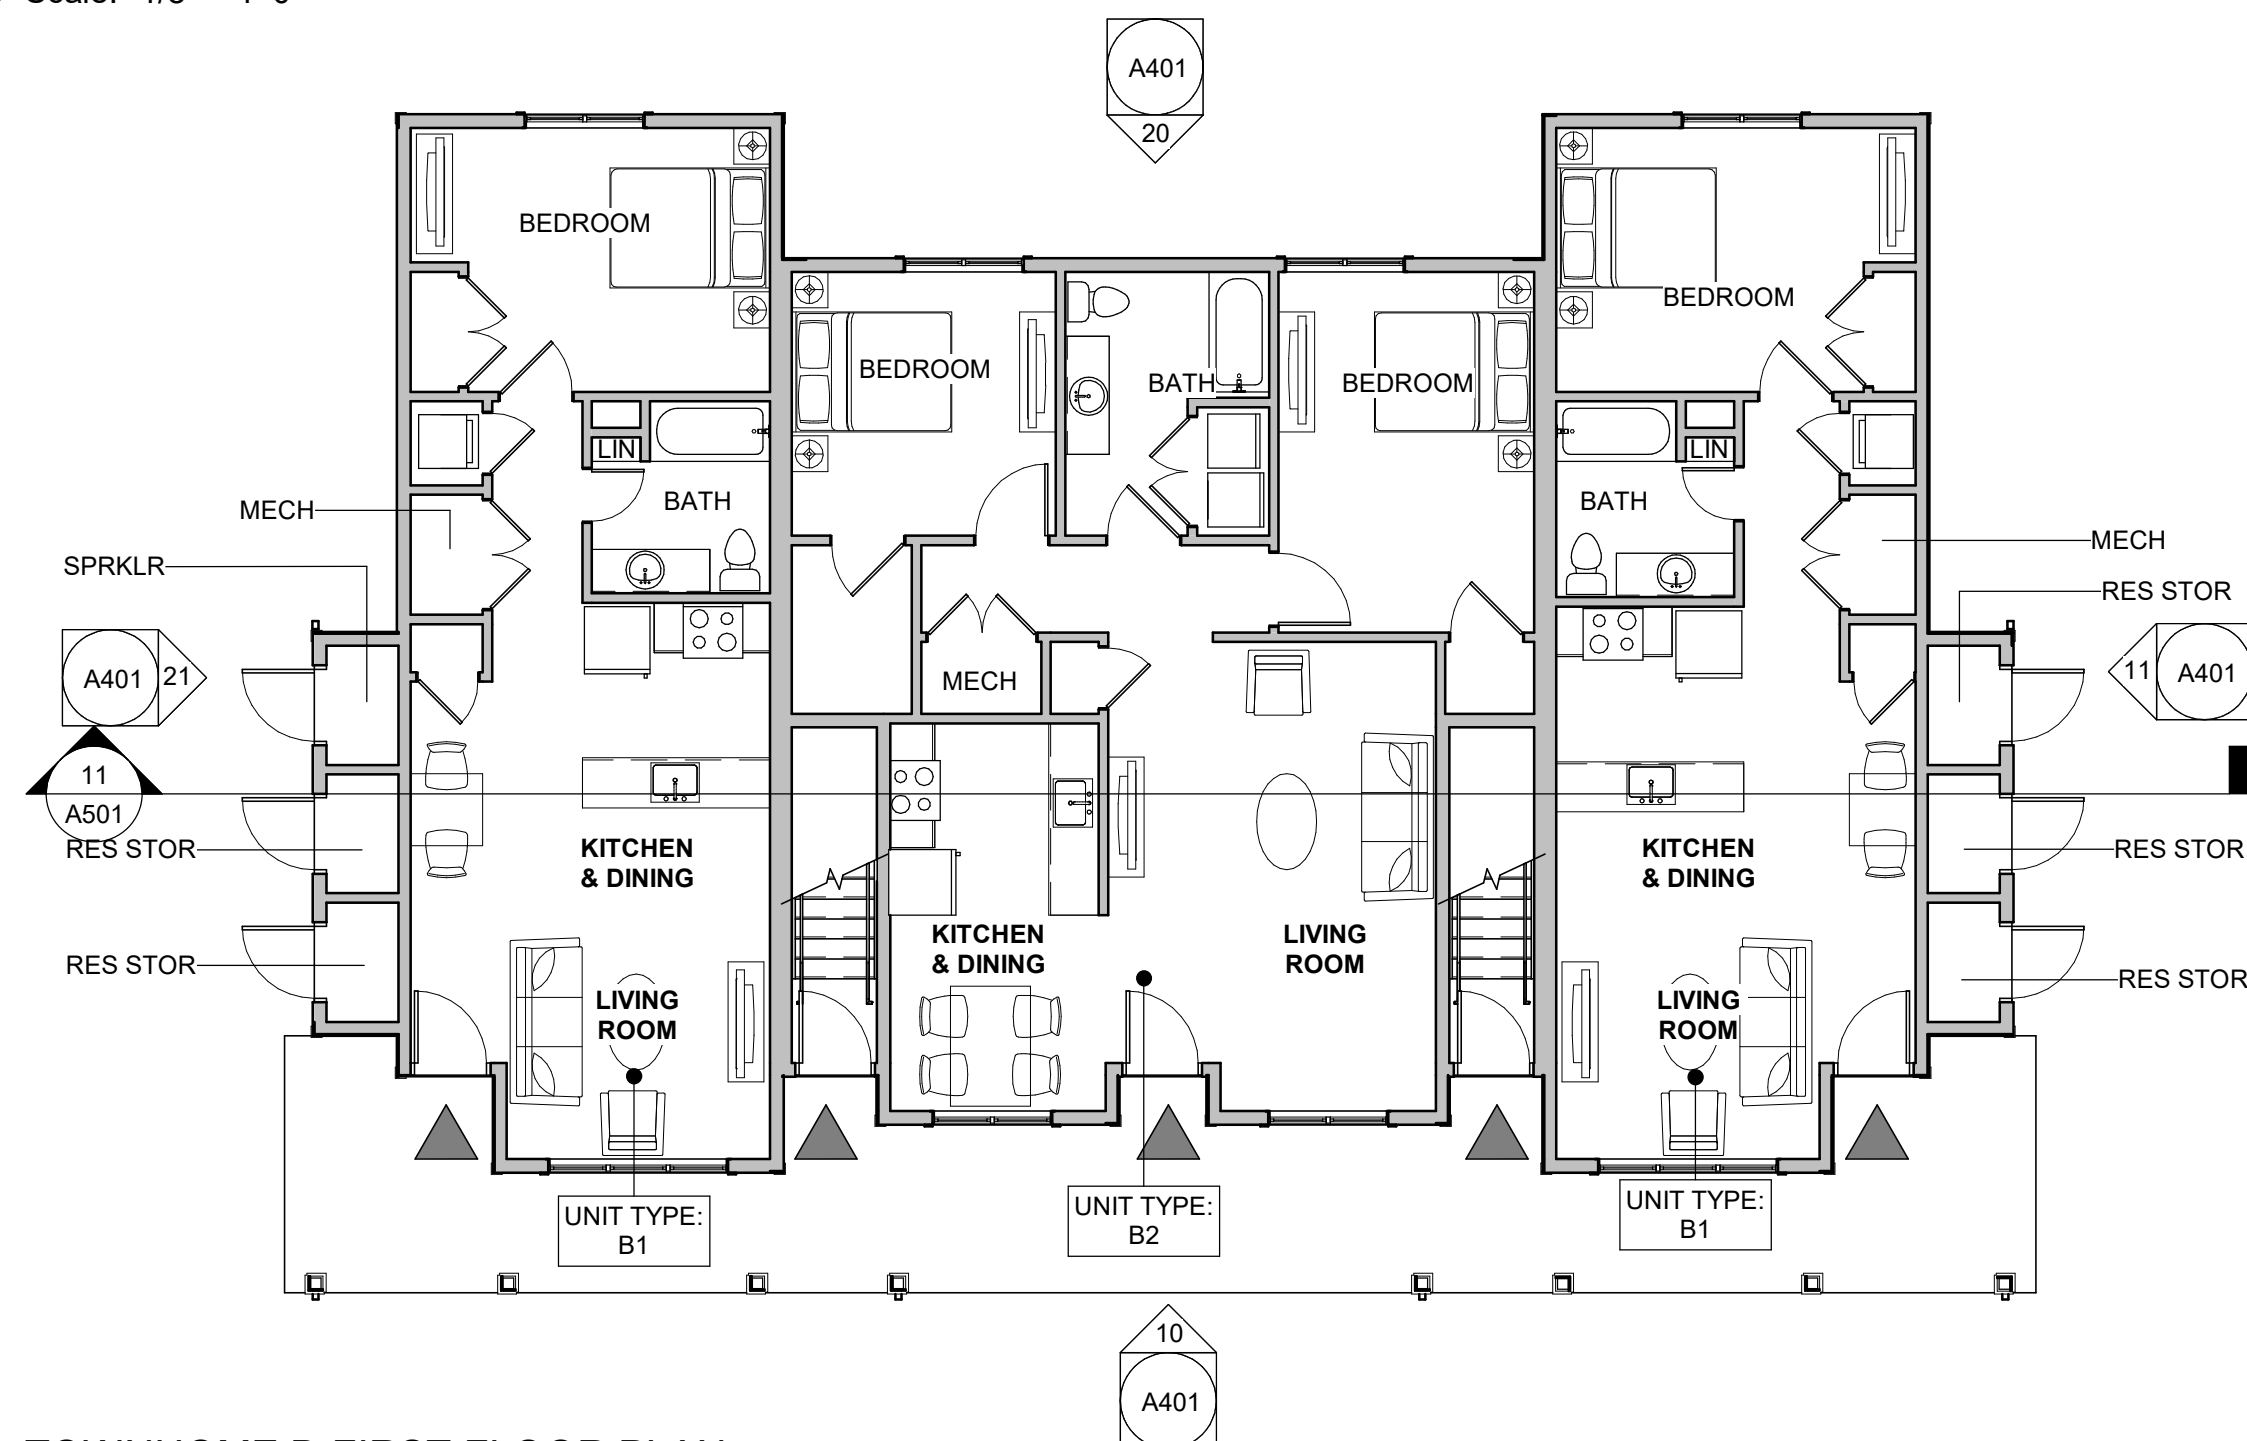 A401
20
BEDROOM
BEDROOM
BEDROOM
BATH
BEDROOM
LIN
LIN
MECH
BATH
BATH
MECH
SPRKLR
RES STOR
A401 21
MECH
11 A401
11
A501
RES STOR
KITCHEN
& DINING
KITCHEN
& DINING
RES STOR
RES STOR
KITCHEN
& DINING
LIVING
ROOM
RES STOR
LIVING
ROOM
LIVING
ROOM
UNIT TYPE:
B1
UNIT TYPE:
B2
UNIT TYPE:
B1
10
A401